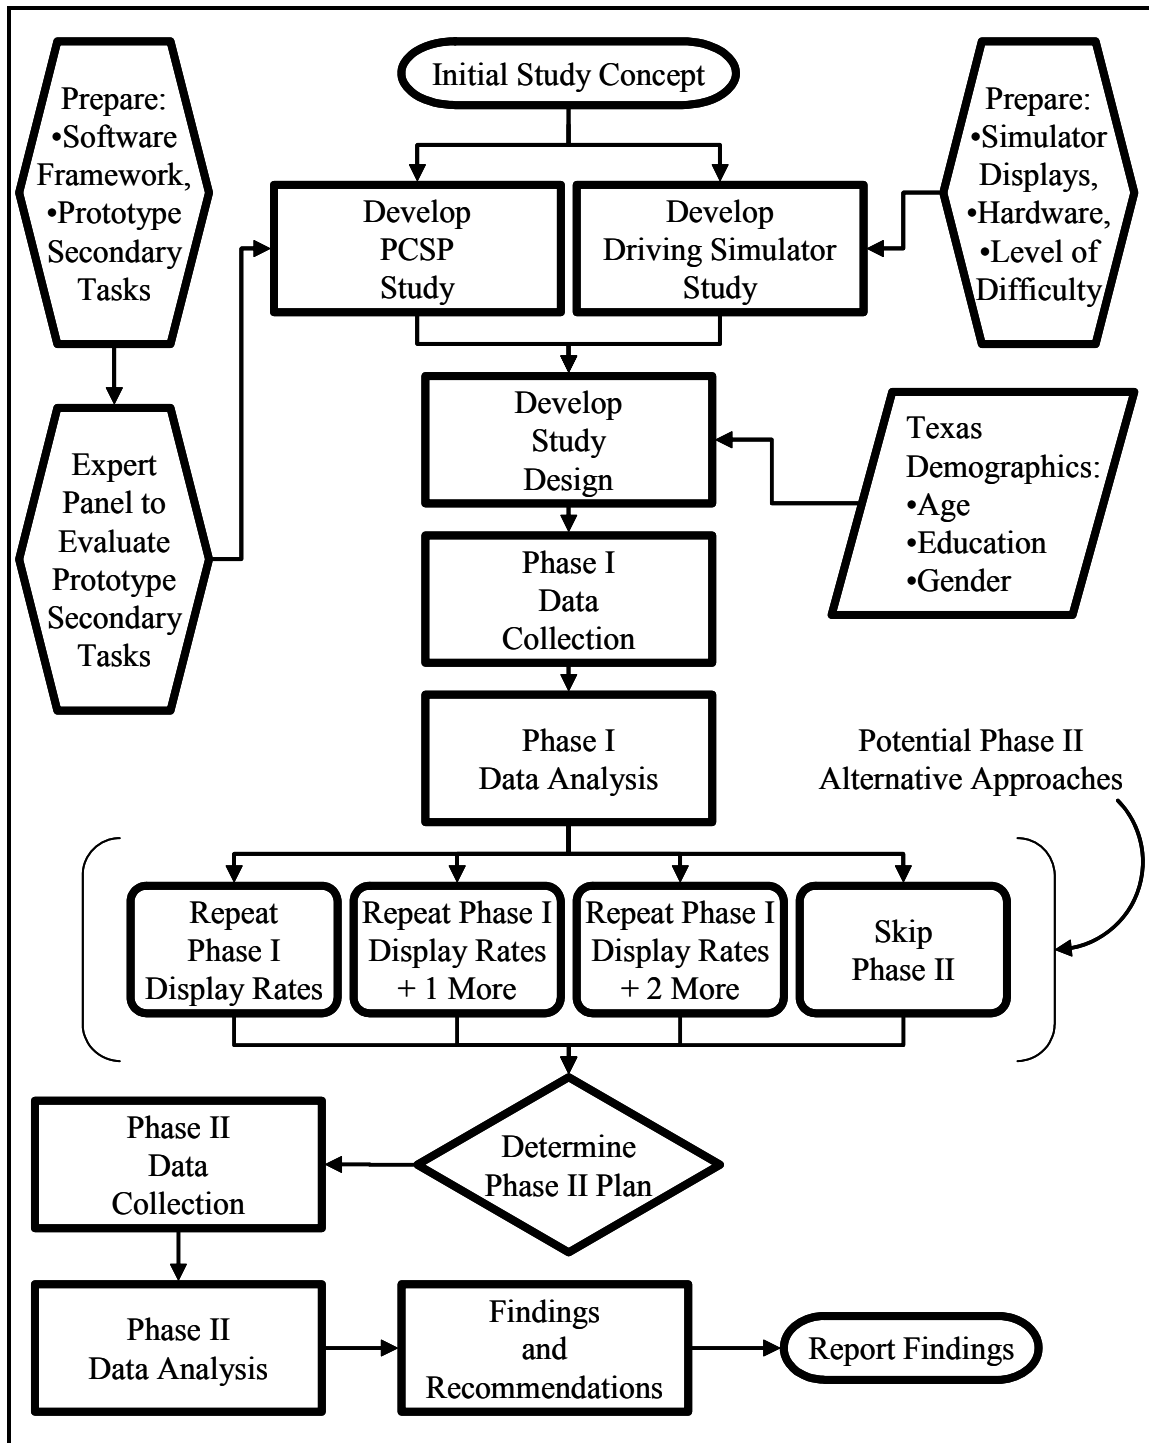 Initial Study Concept
Prepare:
•Software
Framework,
•Prototype
Secondary
Tasks
Prepare:
•Simulator
Displays,
•Hardware,
•Level of
Difficulty
Develop
PCSP
Study
Develop
Driving Simulator
Study
Develop
Study
Design
Expert
Panel to
Evaluate
Prototype
Secondary
Tasks
Texas
Demographics:
•Age
•Education
•Gender
Phase I
Data
Collection
Phase I
Data Analysis
Potential Phase II
Alternative Approaches
Repeat
Phase I
Display Rates
Repeat Phase I
Display Rates
+ 1 More
Repeat Phase I
Display Rates
+ 2 More
Skip
Phase II
Determine
Phase II Plan
Phase II
Data
Collection
Phase II
Data Analysis
Findings
and
Recommendations
Report Findings